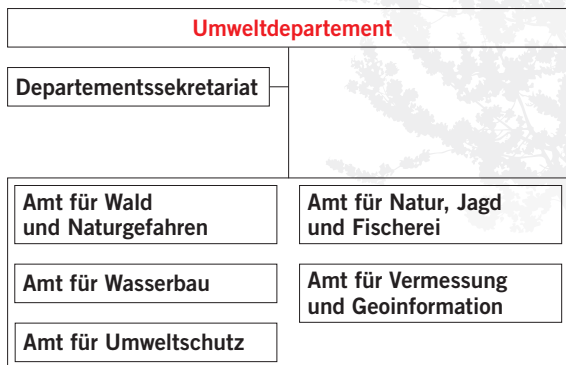 Umweltdepartement
Departementssekretariat
Amt für Wald
und Naturgefahren
Amt für Natur, Jagd
und Fischerei
Amt für Wasserbau
Amt für Vermessung
und Geoinformation
Amt für Umweltschutz